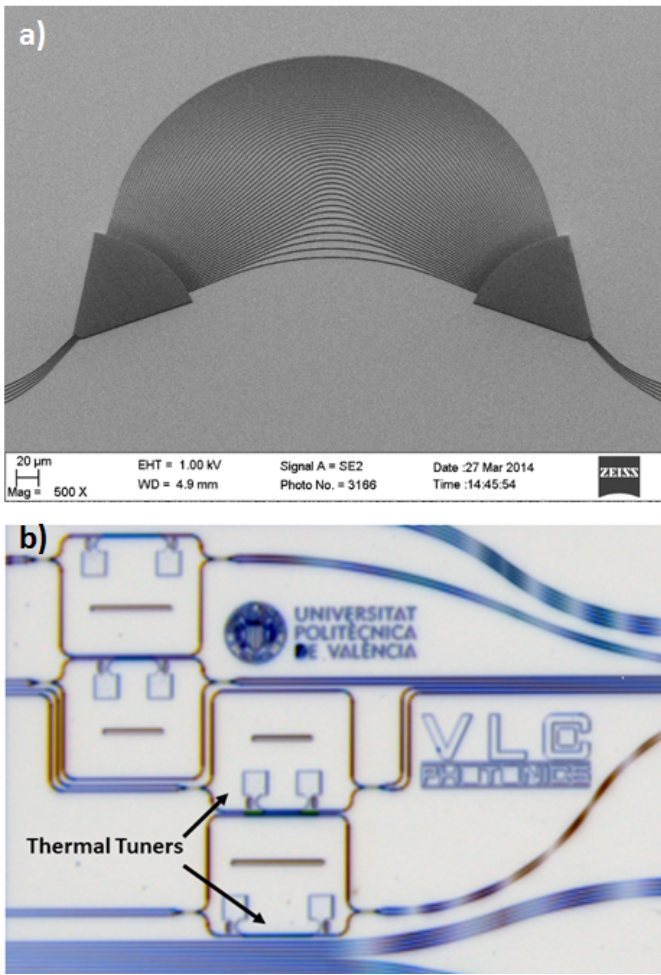 a)
20 µm
Mag = 500 X
EHT = 1.00 kV
WD = 4.9 mm
Signal A = SE2
Photo No. = 3166
Date :27 Mar 2014
Time :14:45:54
ZEISS
b)
UNIVERSITAT
POLITÈCNICA
DE VALÈNCIA
VLC
PHOTONICS
Thermal Tuners